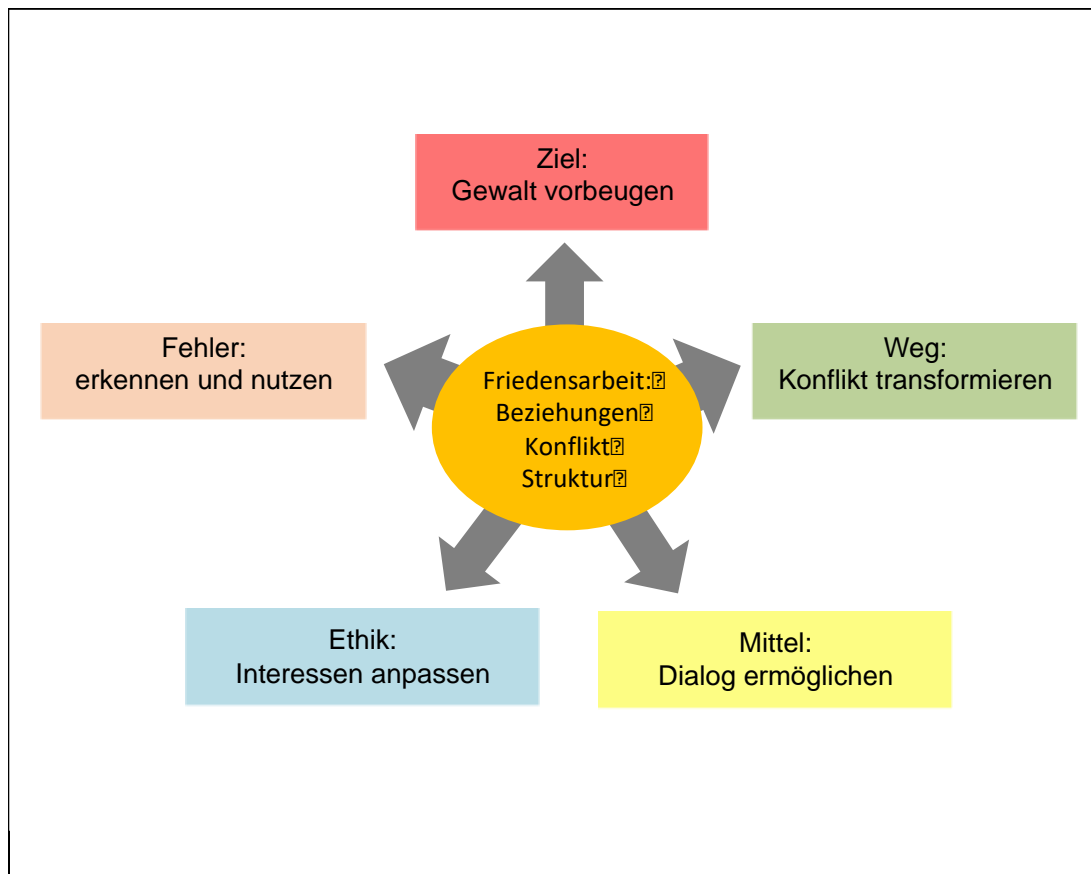 Ziel:
Gewalt vorbeugen
Fehler:
erkennen und nutzen
Weg:
Konflikt transformieren
Friedensarbeit:⍰
Beziehungen⍰
Konflikt⍰
Struktur⍰
Ethik:
Interessen anpassen
Mittel:
Dialog ermöglichen